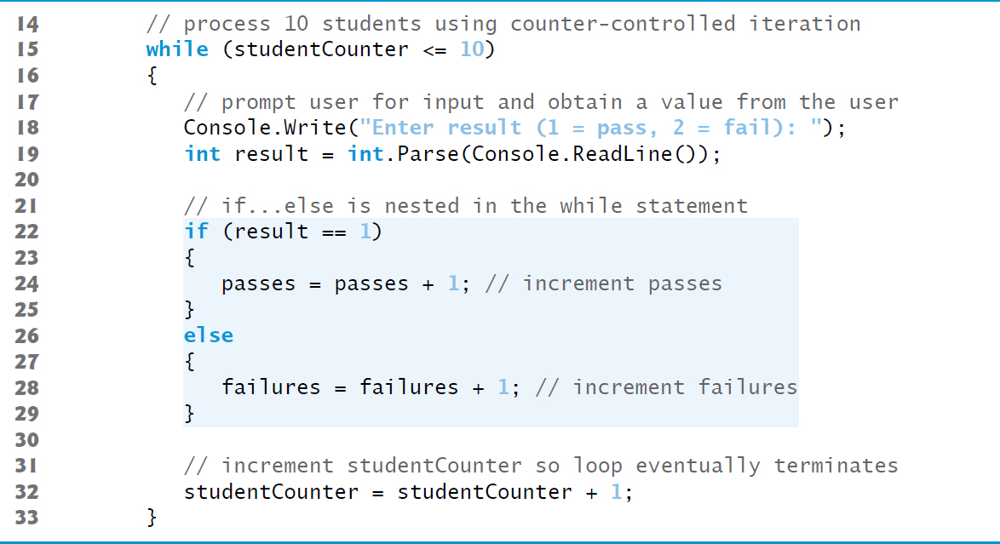 14 // process 10 students using counter-controlled iteration
15 while (studentCounter <= 10)
16 {
17 // prompt user for input and obtain a value from the user
18 Console.Write("Enter result (1 = pass, 2 = fail): ");
19 int result = int.Parse(Console.ReadLine());
20
21 // if...else is nested in the while statement
22 if (result == 1)
23 {
24 passes = passes + 1; // increment passes
25 }
26 else
27 {
28 failures = failures + 1; // increment failures
29 }
30
31 // increment studentCounter so loop eventually terminates
32 studentCounter = studentCounter + 1;
33 }